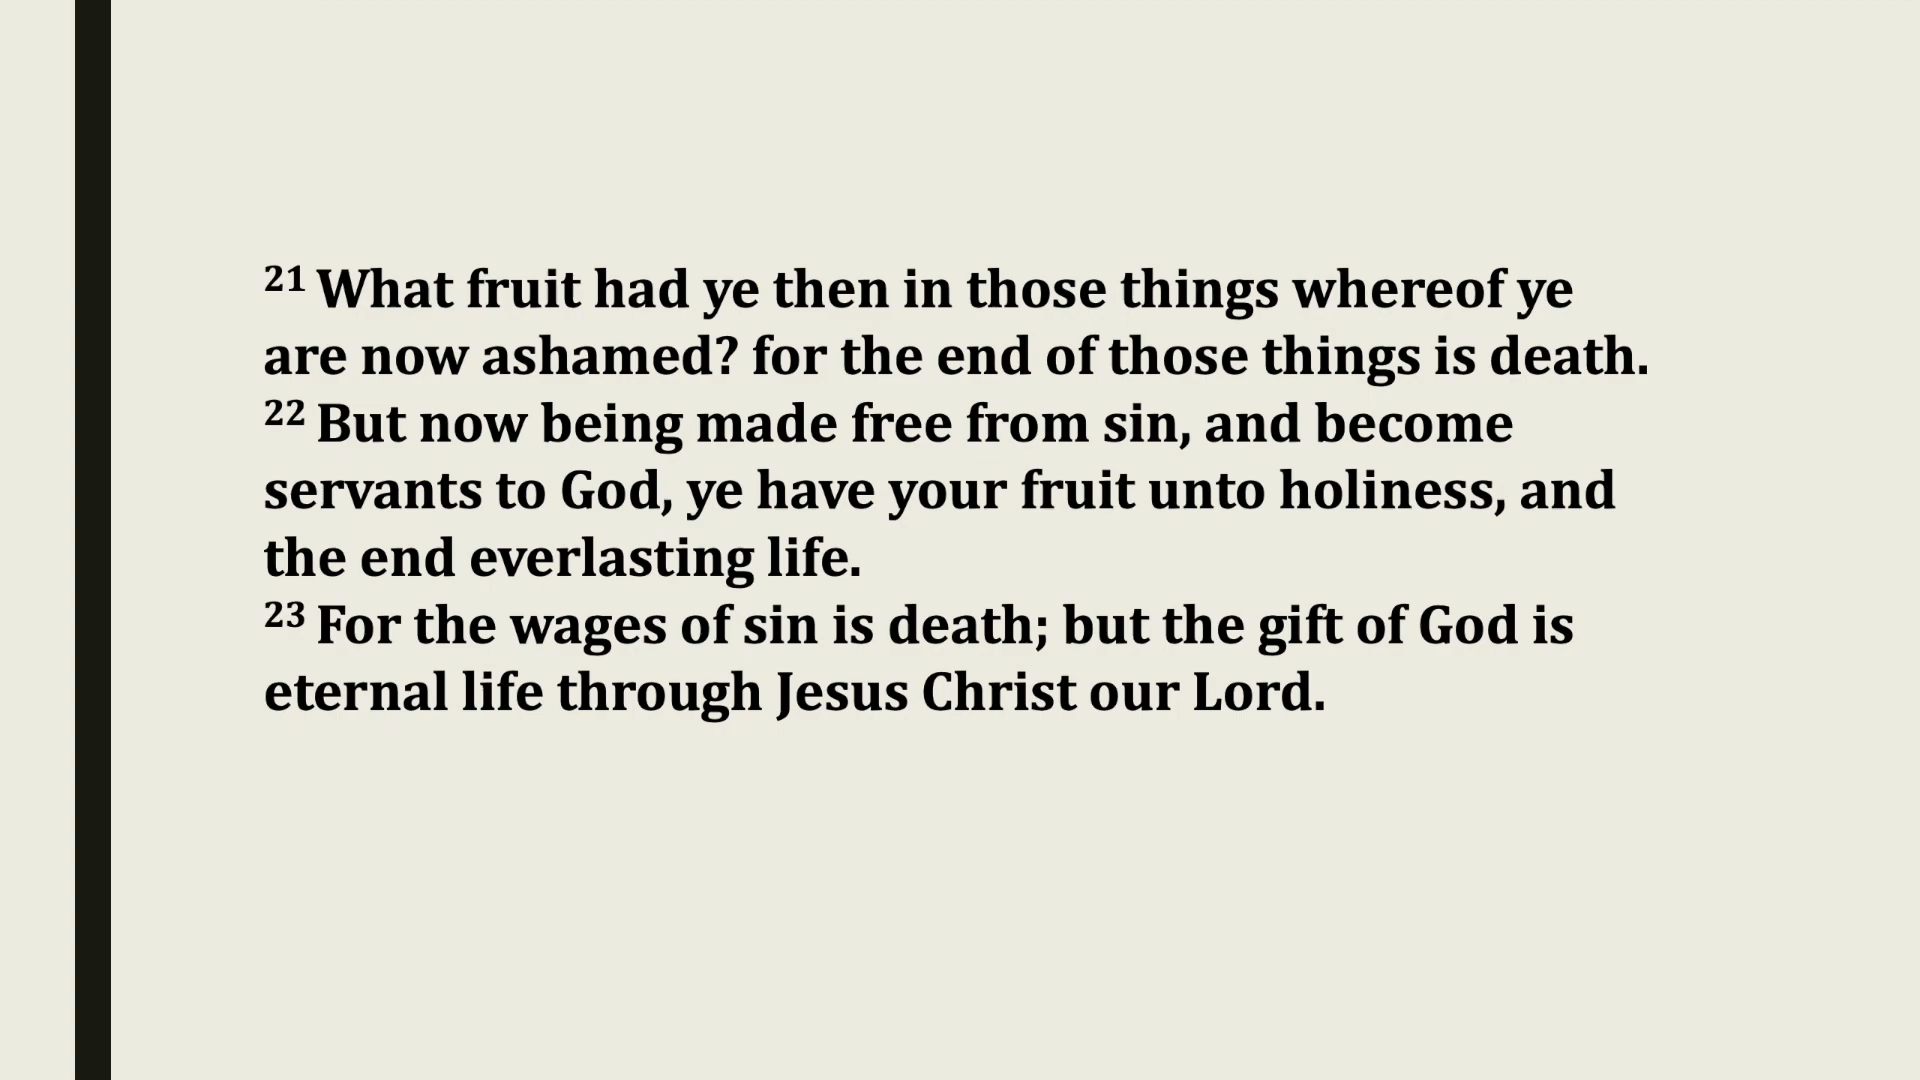 21 What fruit had ye then in those things whereof ye
are now ashamed? for the end of those things is death.
22 But now being made free from sin, and become
servants to God, ye have your fruit unto holiness, and
the end everlasting life.
23 For the wages of sin is death; but the gift of God is
eternal life through Jesus Christ our Lord.